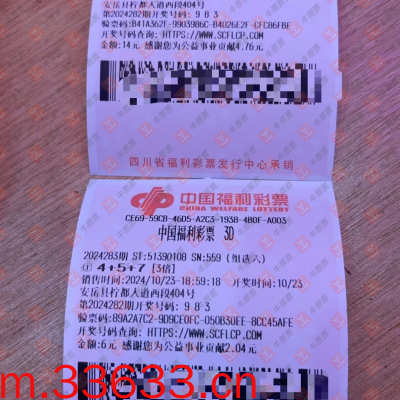 安岳县柠都大道西段404号
第2024282期开奖号码: 9 8 3
验票码:B41A362F-9903986C-B4026E2F-CFC86FBF
开奖号码查询: HTTPS://WWW.SCFLCP.COM
金额:14元 感谢您为公益事业贡献4.76元
四川省福利彩票发行中心承销
中国福利彩票
CHINA WELFARE LOTTERY
CE69-59CB-46D5-A2C3-1938-4B0F-A003
中国福利彩票 3D
2024283期 ST:51390108 SN:559 (组选六)
① 4+5+7 [3倍]
销售时间:2024/10/23-18:59:18 开奖时间:10/23
安岳县柠都大道西段404号
第2024282期开奖号码: 9 8 3
验票码:89A2A7C2-9D9CE0FC-050B30EE-8CC45AFE
开奖号码查询: HTTPS://WWW.SCFLCP.COM
金额:6元 感谢您为公益事业贡献2.04元
m.33633.cn